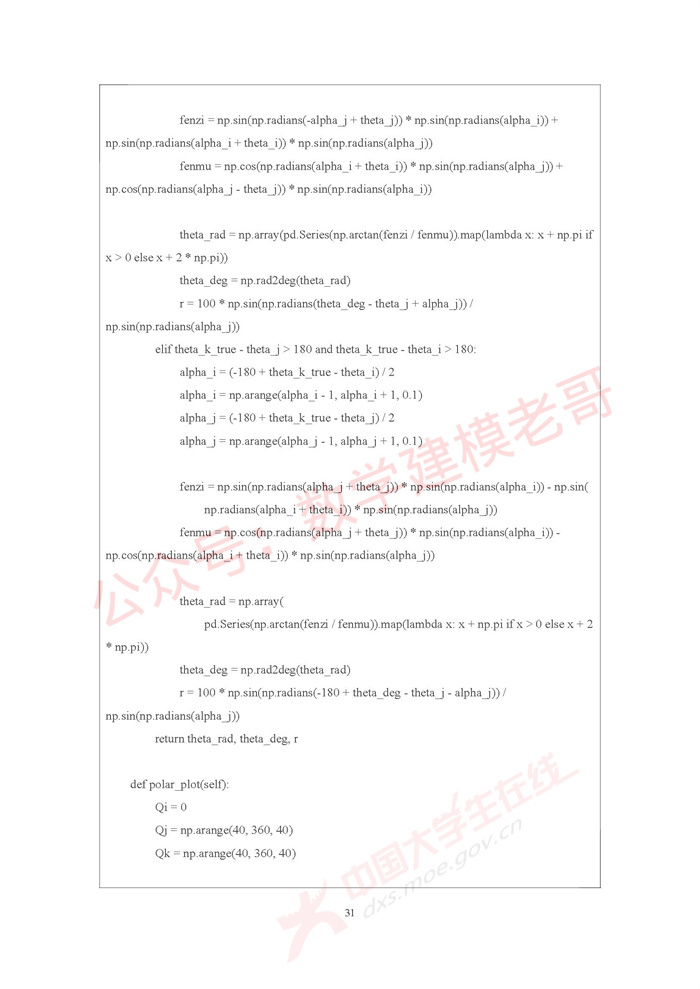 fenzi = np.sin(np.radians(-alpha_j + theta_j)) * np.sin(np.radians(alpha_i)) +
np.sin(np.radians(alpha_i + theta_i)) * np.sin(np.radians(alpha_j))
fenmu = np.cos(np.radians(alpha_i + theta_i)) * np.sin(np.radians(alpha_j)) +
np.cos(np.radians(alpha_j - theta_j)) * np.sin(np.radians(alpha_i))
theta_rad = np.array(pd.Series(np.arctan(fenzi / fenmu)).map(lambda x: x + np.pi if
x > 0 else x + 2 * np.pi))
theta_deg = np.rad2deg(theta_rad)
r = 100 * np.sin(np.radians(theta_deg - theta_j + alpha_j)) /
np.sin(np.radians(alpha_j))
elif theta_k_true - theta_j > 180 and theta_k_true - theta_i > 180:
alpha_i = (-180 + theta_k_true - theta_i) / 2
alpha_i = np.arange(alpha_i - 1, alpha_i + 1, 0.1)
alpha_j = (-180 + theta_k_true - theta_j) / 2
alpha_j = np.arange(alpha_j - 1, alpha_j + 1, 0.1)
fenzi = np.sin(np.radians(alpha_j + theta_j)) * np.sin(np.radians(alpha_i)) - np.sin(
np.radians(alpha_i + theta_i)) * np.sin(np.radians(alpha_j))
fenmu = np.cos(np.radians(alpha_j + theta_j)) * np.sin(np.radians(alpha_i)) -
np.cos(np.radians(alpha_i + theta_i)) * np.sin(np.radians(alpha_j))
theta_rad = np.array(
pd.Series(np.arctan(fenzi / fenmu)).map(lambda x: x + np.pi if x > 0 else x + 2
* np.pi))
theta_deg = np.rad2deg(theta_rad)
r = 100 * np.sin(np.radians(-180 + theta_deg - theta_j - alpha_j)) /
np.sin(np.radians(alpha_j))
return theta_rad, theta_deg, r
def polar_plot(self):
Qi = 0
Qj = np.arange(40, 360, 40)
Qk = np.arange(40, 360, 40)
31
公众号：数学建模老哥
中国大学生在线
dxs.moe.gov.cn